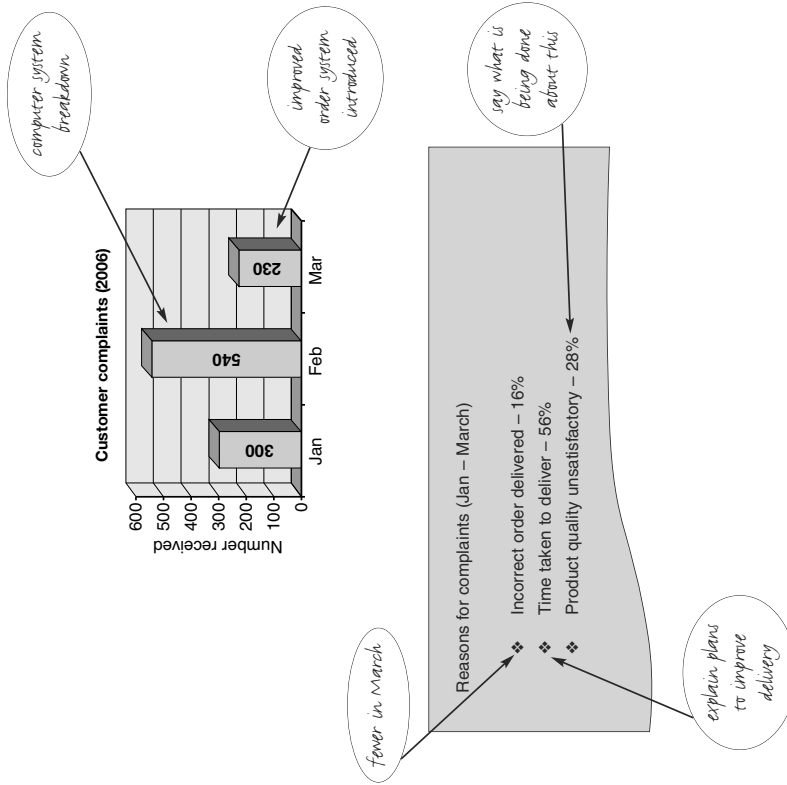 computer system
breakdown
Customer complaints (2006)
Number received
600
500
400
300
200
100
0
300
540
230
Jan
Feb
Mar
improved
order system
introduced
fewer in March
Reasons for complaints (Jan – March)
❖ Incorrect order delivered – 16%
❖ Time taken to deliver – 56%
❖ Product quality unsatisfactory – 28%
say what is
being done
about this
explain plans
to improve
delivery